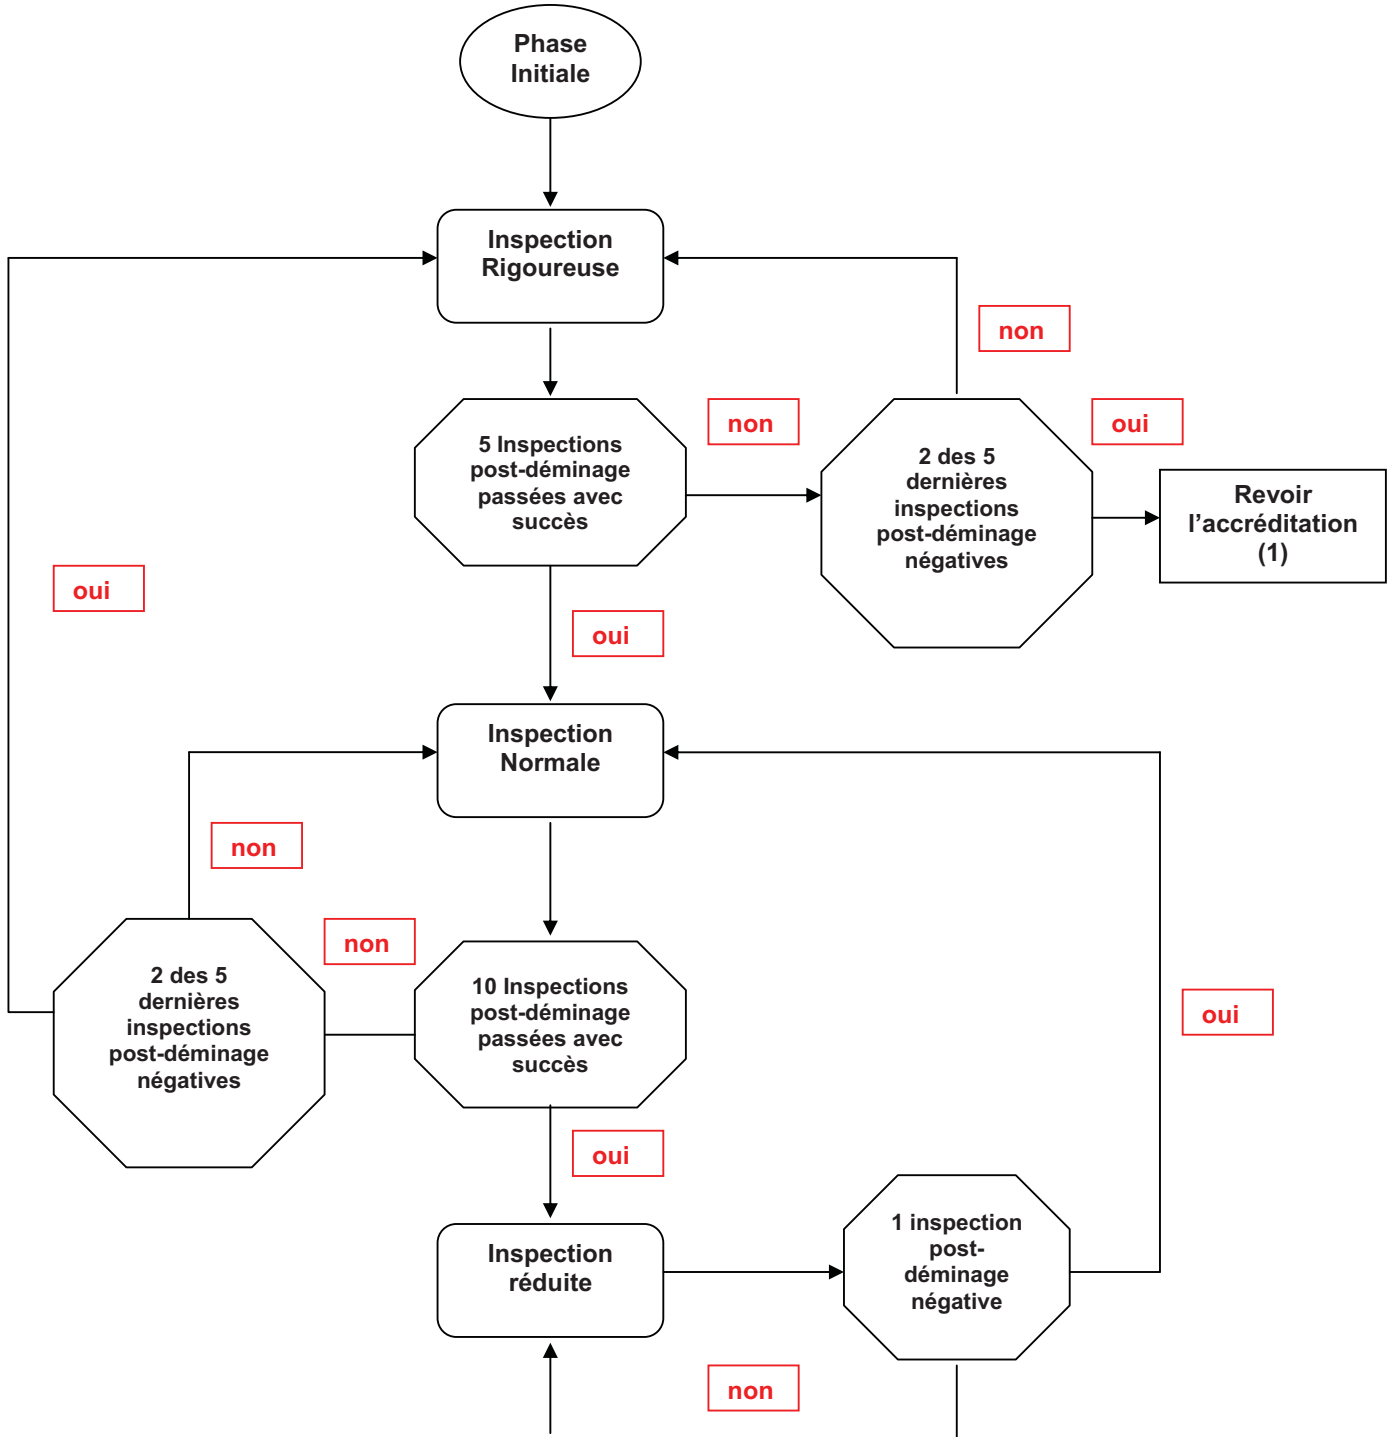 Phase
Initiale
Inspection
Rigoureuse
non
5 Inspections
post-déminage
passées avec
succès
non
2 des 5
dernières
inspections
post-déminage
négatives
oui
Revoir
l’accréditation
(1)
oui
oui
Inspection
Normale
non
2 des 5
dernières
inspections
post-déminage
négatives
non
10 Inspections
post-déminage
passées avec
succès
oui
oui
Inspection
réduite
1 inspection
post-
déminage
négative
non